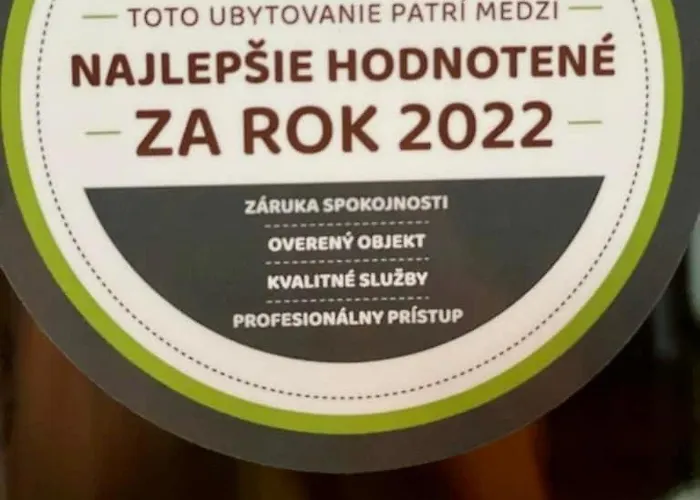 TOTO UBYTOVANIE PATRÍ MEDZI
NAJLEPŠIE HODNOTENÉ
ZA ROK 2022
ZÁRUKA SPOKOJNOSTI
OVERENÝ OBJEKT
KVALITNÉ SLUŽBY
PROFESIONÁLNY PRÍSTUP